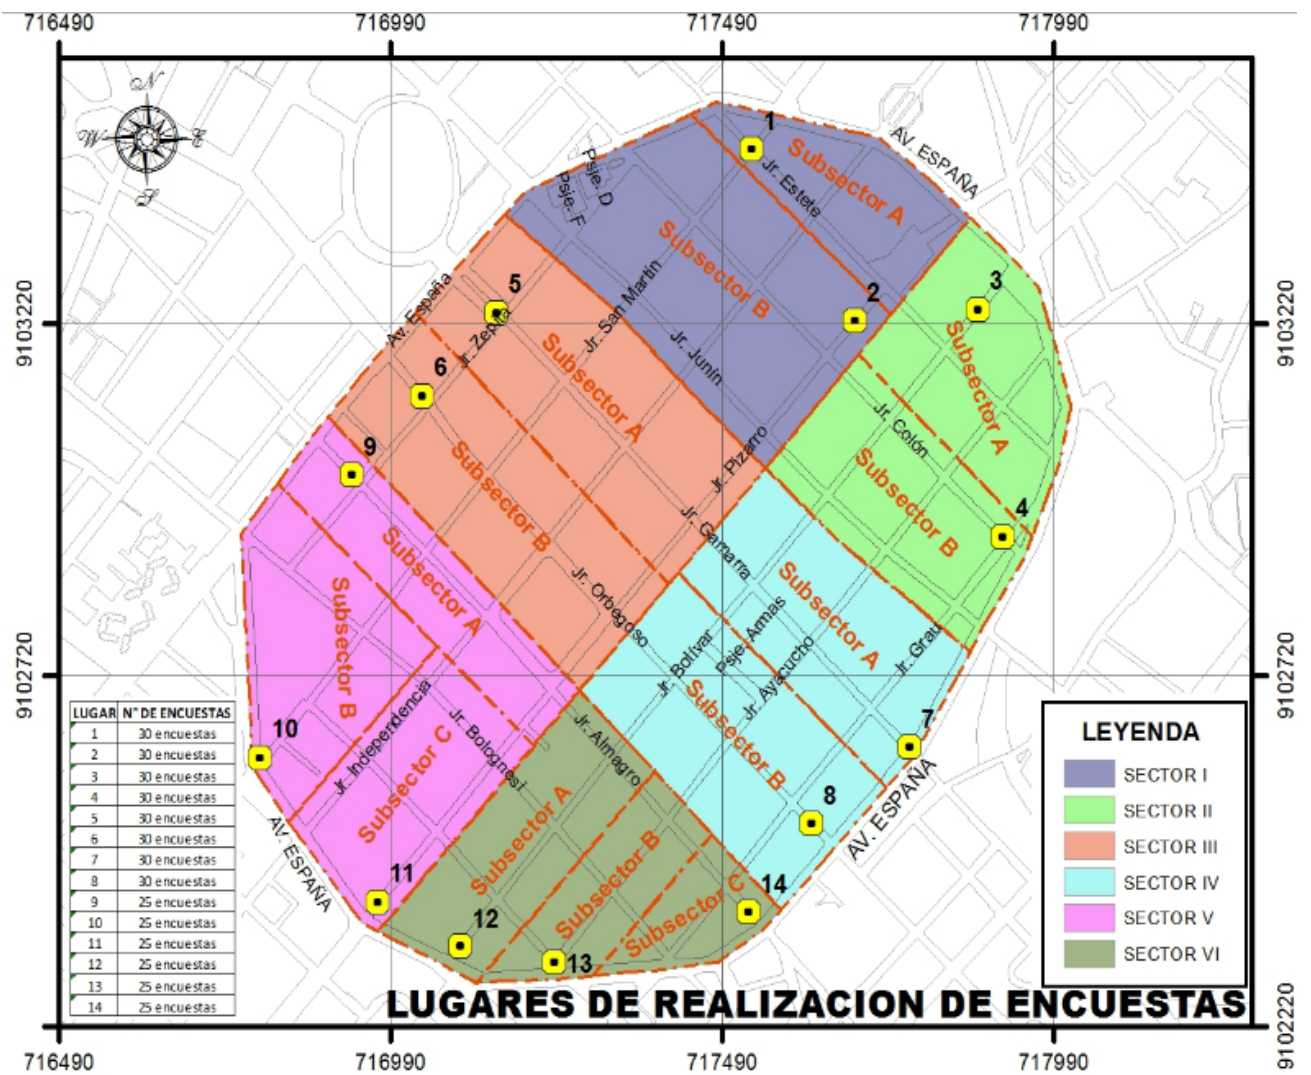 716490 716990 717490 717990
N
W E
S
9103220 9103220
9102720 9102720
9102220
1
2
3
4
5
6
7
8
9
10
11
12
13
14
AV. ESPAÑA
Psje. D
Psje. F
Jr. Estete
Subsector A
Subsector B
Av. España
Jr. Zepita
Jr. San Martin
Jr. Junín
Subsector A
Subsector A
Jr. Colón
Subsector B
Subsector B
Jr. Pizarro
Jr. Gamarra
Subsector A
Jr. Orbegoso
Subsector A
Subsector B
Jr. Bolívar
Psje. Armas
Jr. Ayacucho
Jr. Grau
Subsector B
Jr. Independencia
Jr. Bolognesi
Jr. Almagro
Subsector C
Subsector A
Subsector B
Subsector C
AV. ESPAÑA
AV. ESPAÑA
LUGAR N° DE ENCUESTAS
1 30 encuestas
2 30 encuestas
3 30 encuestas
4 30 encuestas
5 30 encuestas
6 30 encuestas
7 30 encuestas
8 30 encuestas
9 25 encuestas
10 25 encuestas
11 25 encuestas
12 25 encuestas
13 25 encuestas
14 25 encuestas
LEYENDA
SECTOR I
SECTOR II
SECTOR III
SECTOR IV
SECTOR V
SECTOR VI
LUGARES DE REALIZACION DE ENCUESTAS
716490 716990 717490 717990